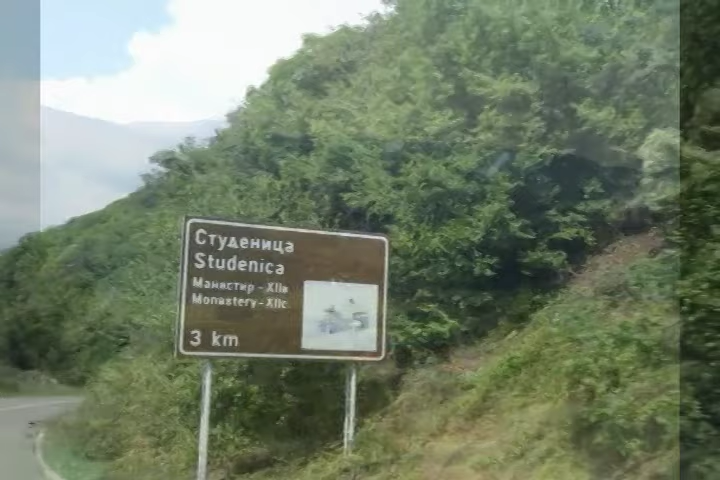 Студеница
Studenica
Манастир - XIIв
Monastery - XIIc
3 km